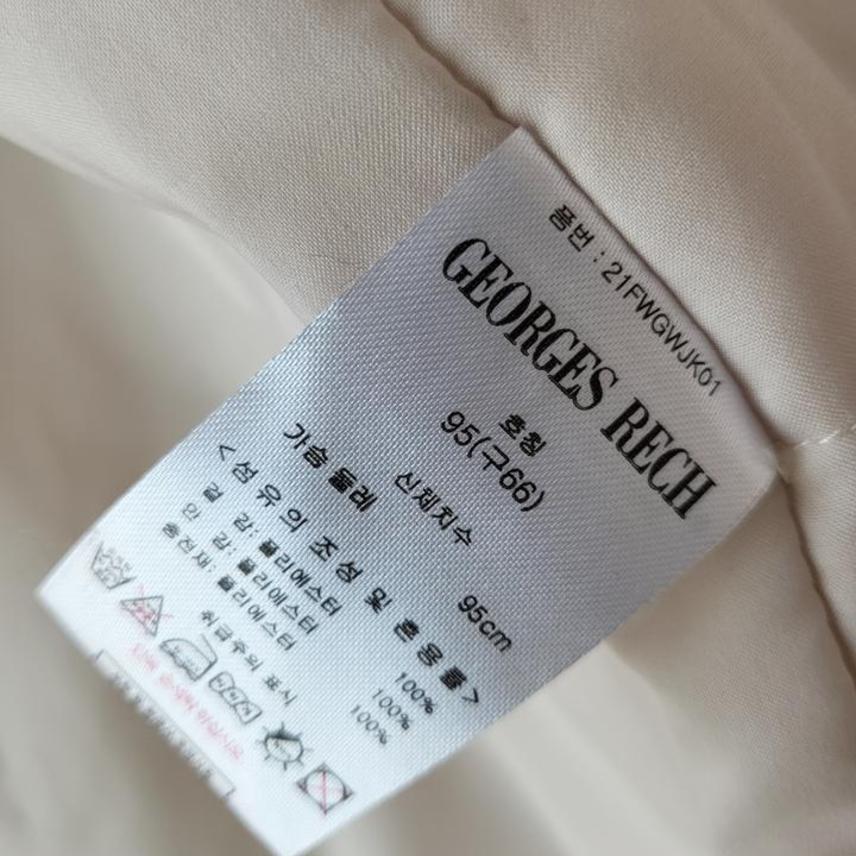 품번 : 21FWGWJK01
GEORGES RECH
호칭
95(구66)
신체치수
가슴둘레 95cm
<섬유의 조성 및 혼용률>
겉 감: 폴리에스터 100%
안 감: 폴리에스터 100%
충전재: 폴리에스터 100%
취급주의 표시